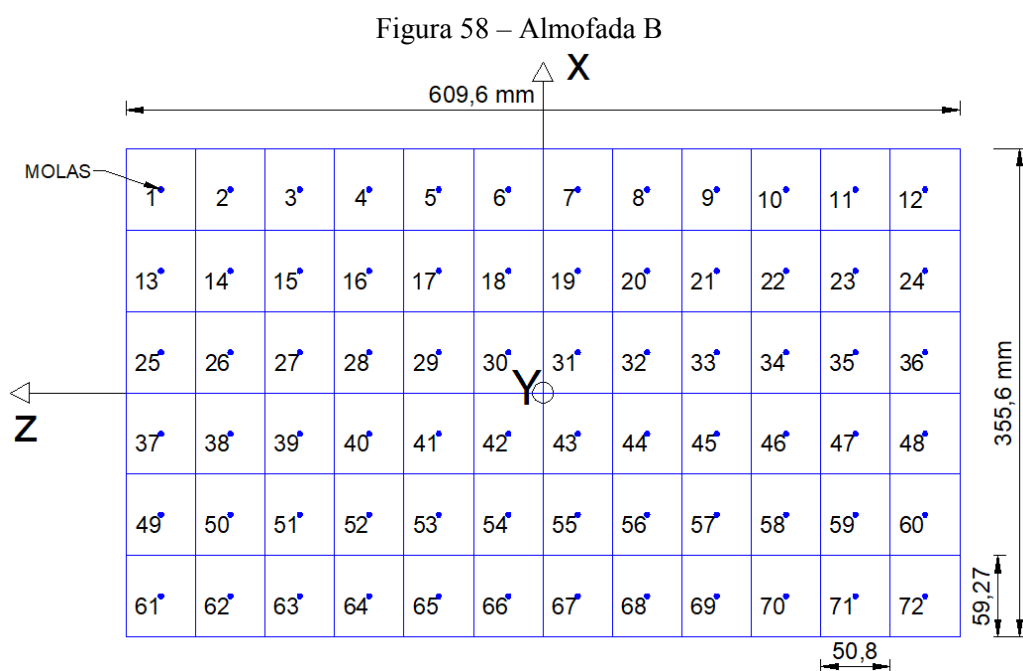 Figura 58 – Almofada B
X
609,6 mm
MOLAS
1 2 3 4 5 6 7 8 9 10 11 12
13 14 15 16 17 18 19 20 21 22 23 24
25 26 27 28 29 30 31 32 33 34 35 36
Y
Z
355,6 mm
37 38 39 40 41 42 43 44 45 46 47 48
49 50 51 52 53 54 55 56 57 58 59 60
61 62 63 64 65 66 67 68 69 70 71 72
59,27
50,8